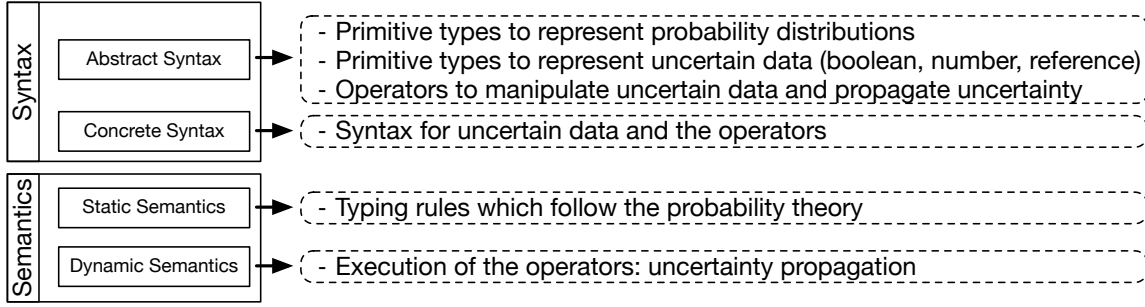 Syntax
Abstract Syntax
- Primitive types to represent probability distributions
- Primitive types to represent uncertain data (boolean, number, reference)
- Operators to manipulate uncertain data and propagate uncertainty
Concrete Syntax
- Syntax for uncertain data and the operators
Semantics
Static Semantics
- Typing rules which follow the probability theory
Dynamic Semantics
- Execution of the operators: uncertainty propagation